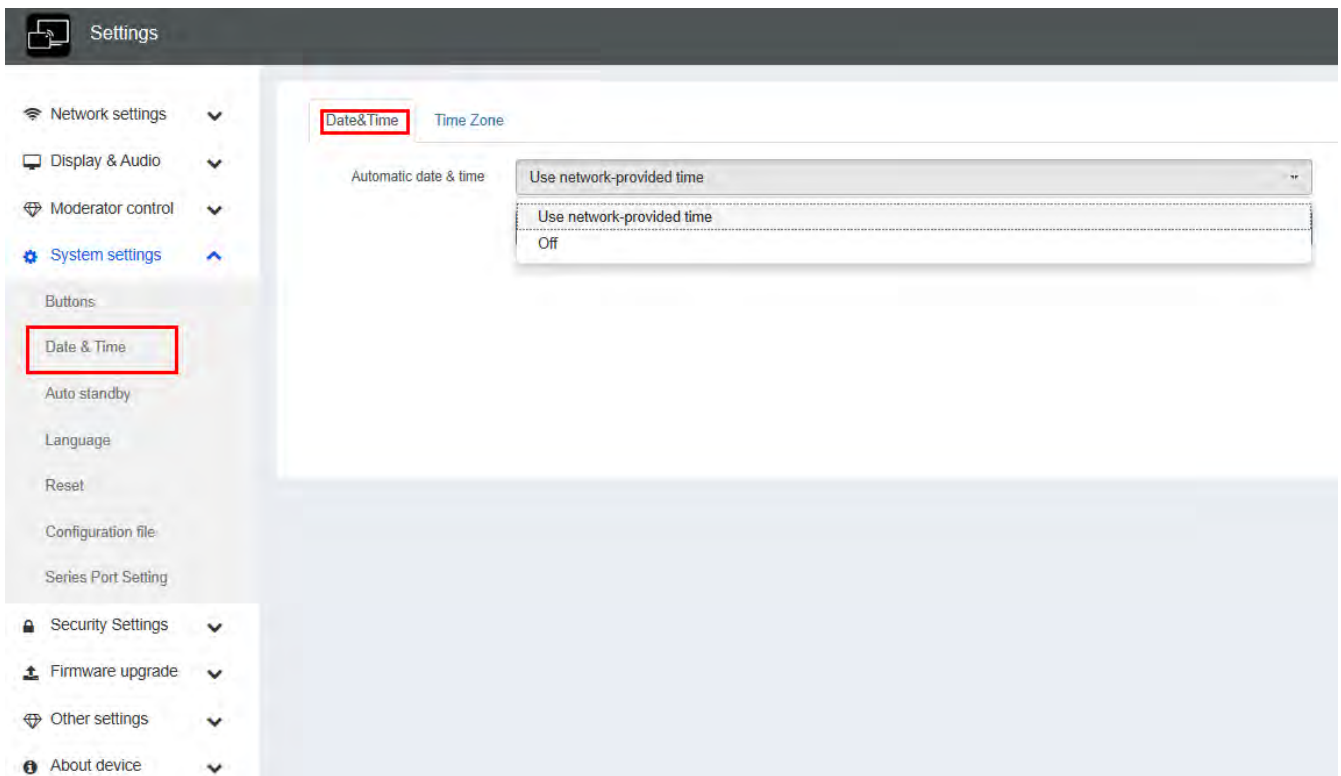 Settings
Network settings
Display & Audio
Moderator control
System settings
Buttons
Date & Time
Auto standby
Language
Reset
Configuration file
Series Port Setting
Security Settings
Firmware upgrade
Other settings
About device
Date&Time Time Zone
Automatic date & time Use network-provided time
Use network-provided time
Off